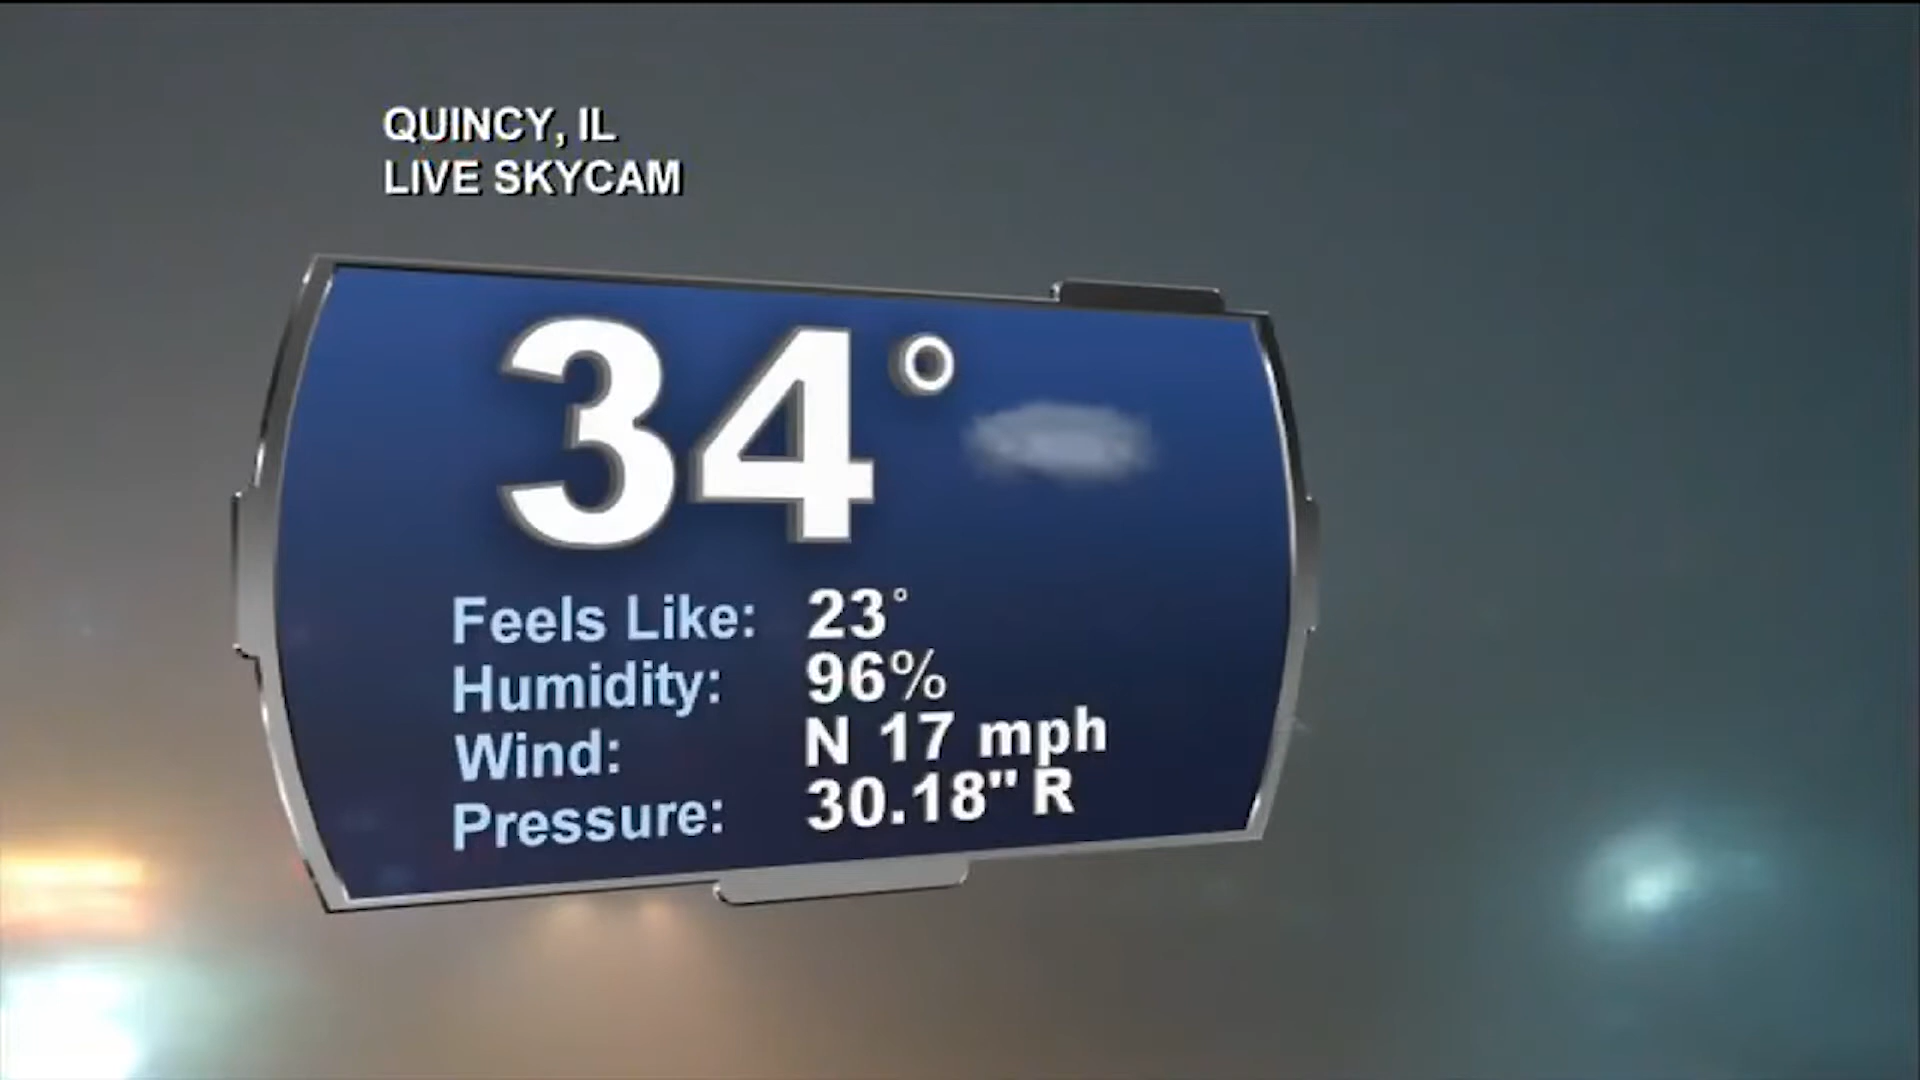 QUINCY, IL
LIVE SKYCAM
34°
Feels Like: 23°
Humidity: 96%
Wind: N 17 mph
Pressure: 30.18" R